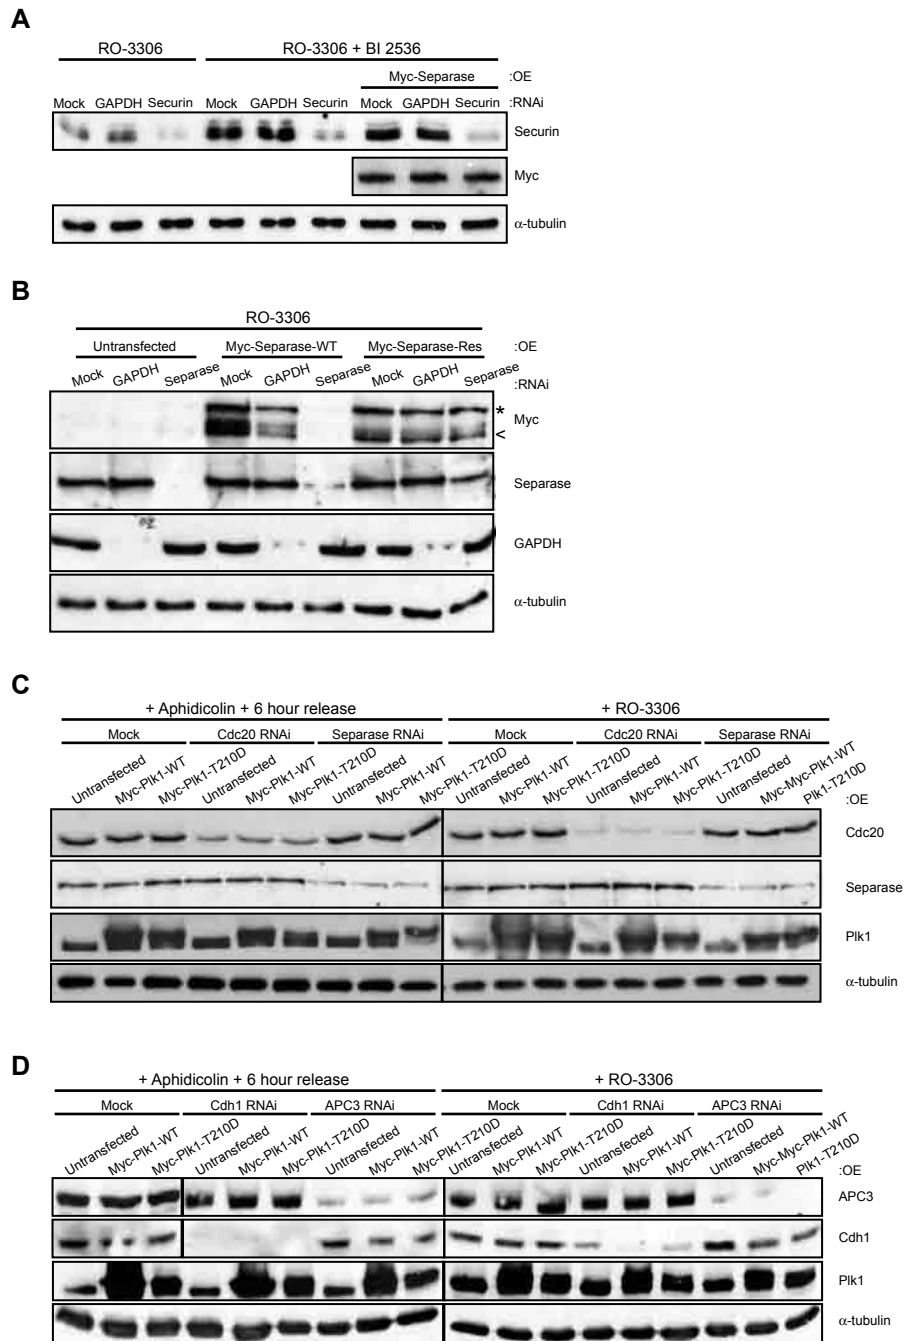 A
RO-3306 RO-3306 + BI 2536
Myc-Separase :OE
Mock GAPDH Securin Mock GAPDH Securin Mock GAPDH Securin :RNAi
Securin
Myc
α-tubulin
B
RO-3306
Untransfected Myc-Separase-WT Myc-Separase-Res :OE
Mock GAPDH Separase Mock GAPDH Separase Mock GAPDH Separase :RNAi
*
Myc
<
Separase
GAPDH
α-tubulin
C
+ Aphidicolin + 6 hour release + RO-3306
Mock Cdc20 RNAi Separase RNAi Mock Cdc20 RNAi Separase RNAi
Untransfected Myc-Plk1-WT Myc-Plk1-T210D Untransfected Myc-Plk1-WT Myc-Plk1-T210D Untransfected Myc-Plk1-WT Myc-Plk1-T210D Untransfected Myc-Plk1-WT Myc-Plk1-T210D Untransfected Myc-Plk1-WT Myc-Plk1-T210D Untransfected Myc-Myc-Plk1-WT Plk1-T210D :OE
Cdc20
Separase
Plk1
α-tubulin
D
+ Aphidicolin + 6 hour release + RO-3306
Mock Cdh1 RNAi APC3 RNAi Mock Cdh1 RNAi APC3 RNAi
Untransfected Myc-Plk1-WT Myc-Plk1-T210D Untransfected Myc-Plk1-WT Myc-Plk1-T210D Untransfected Myc-Plk1-WT Myc-Plk1-T210D Untransfected Myc-Plk1-WT Myc-Plk1-T210D Untransfected Myc-Plk1-WT Myc-Plk1-T210D Untransfected Myc-Myc-Plk1-WT Plk1-T210D :OE
APC3
Cdh1
Plk1
α-tubulin